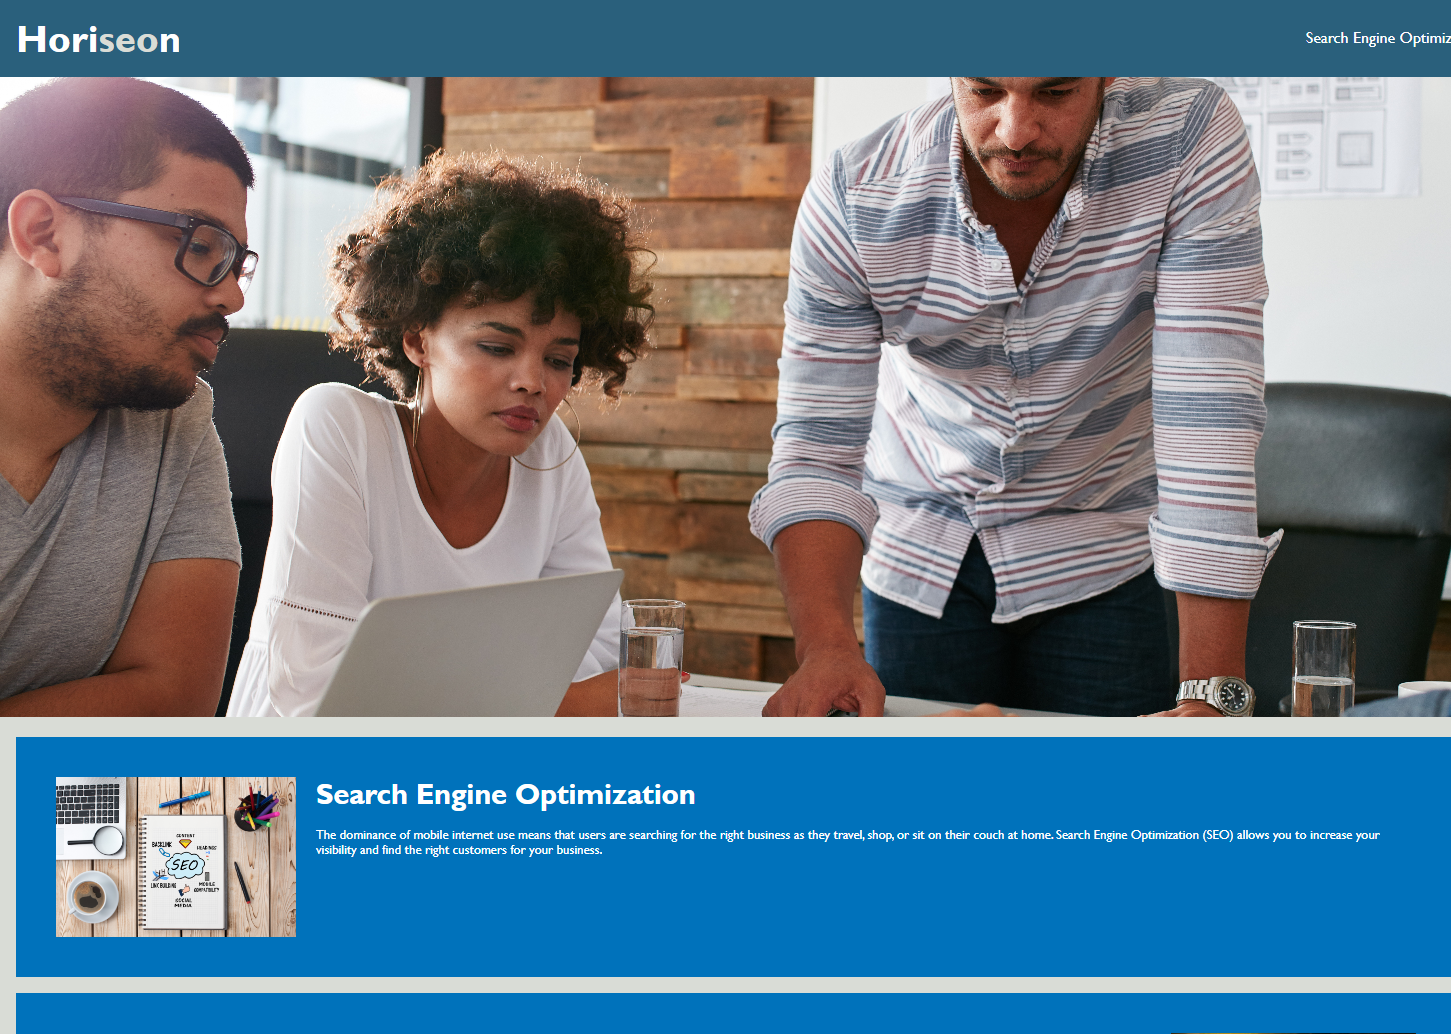 Horiseon
Search Engine Optimiz
Search Engine Optimization
The dominance of mobile internet use means that users are searching for the right business as they travel, shop, or sit on their couch at home. Search Engine Optimization (SEO) allows you to increase your
visibility and find the right customers for your business.
CONTENT
BACKLINK
HEADINGS
SEO
LINK BUILDING
MOBILE
COMPATIBILITY
SOCIAL
MEDIA